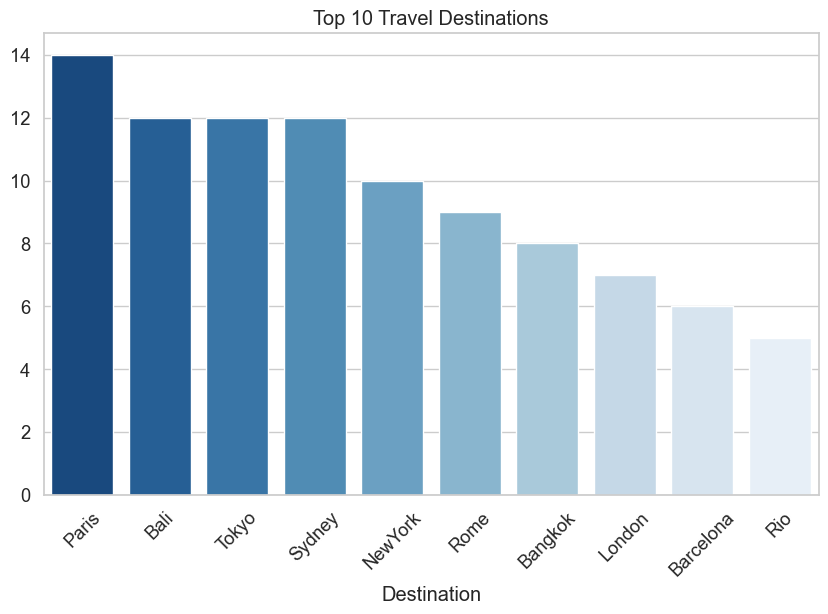 Top 10 Travel Destinations
14
12
10
8
6
4
2
0
Paris
Bali
Tokyo
Sydney
NewYork
Rome
Bangkok
London
Barcelona
Rio
Destination